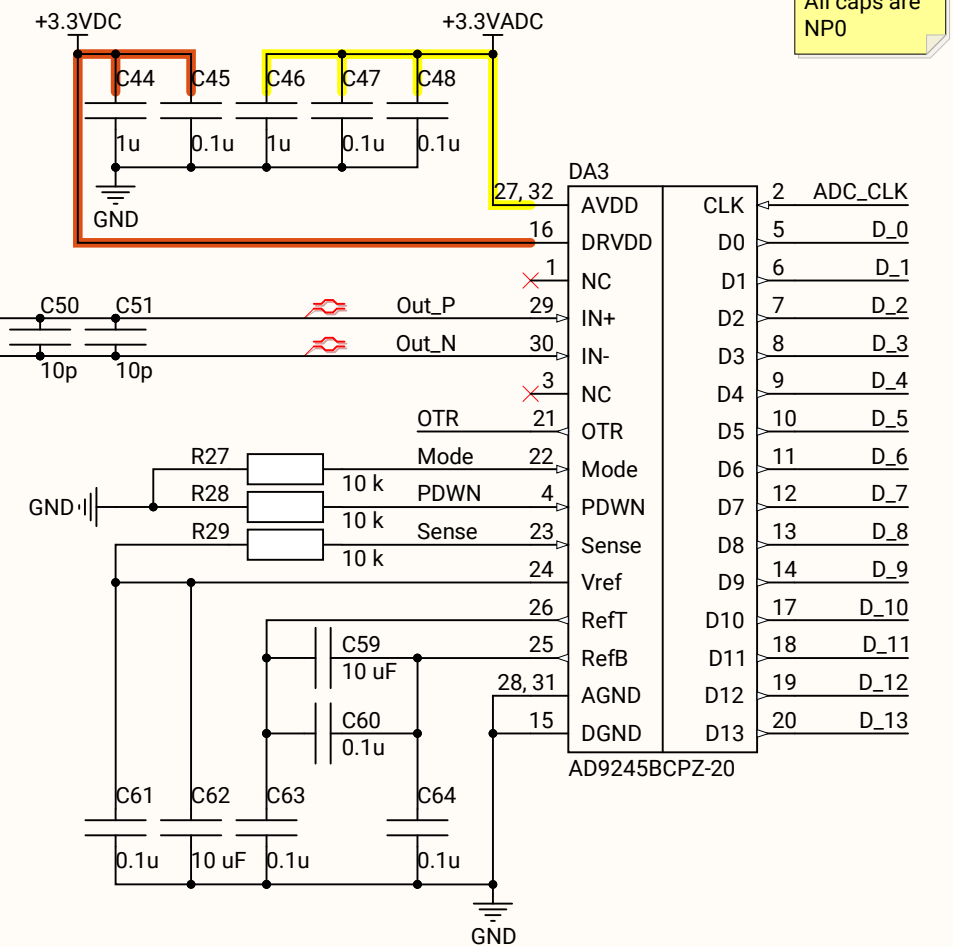 All caps are
NP0
+3.3VDC
+3.3VADC
C44
C45
C46
C47
C48
1u
0.1u
1u
0.1u
0.1u
GND
DA3
27, 32
AVDD
CLK
2
ADC_CLK
16
DRVDD
D0
5
D_0
1
NC
D1
6
D_1
C50
C51
10p
10p
Out_P
29
IN+
D2
7
D_2
Out_N
30
IN-
D3
8
D_3
3
NC
D4
9
D_4
OTR
21
OTR
D5
10
D_5
R27
10 k
Mode
22
Mode
D6
11
D_6
GND
R28
10 k
PDWN
4
PDWN
D7
12
D_7
R29
10 k
Sense
23
Sense
D8
13
D_8
24
Vref
D9
14
D_9
26
RefT
D10
17
D_10
C59
10 uF
25
RefB
D11
18
D_11
28, 31
AGND
D12
19
D_12
C60
0.1u
15
DGND
D13
20
D_13
AD9245BCPZ-20
C61
C62
C63
C64
0.1u
10 uF
0.1u
0.1u
GND